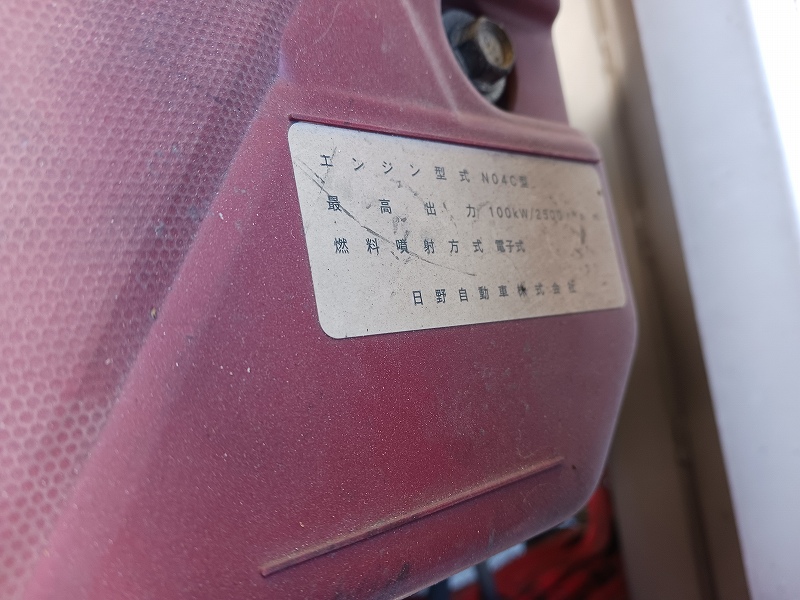 エンジン型式 N04C型
最高出力 100kW/2500
燃料噴射方式 電子式
日野自動車株式会社